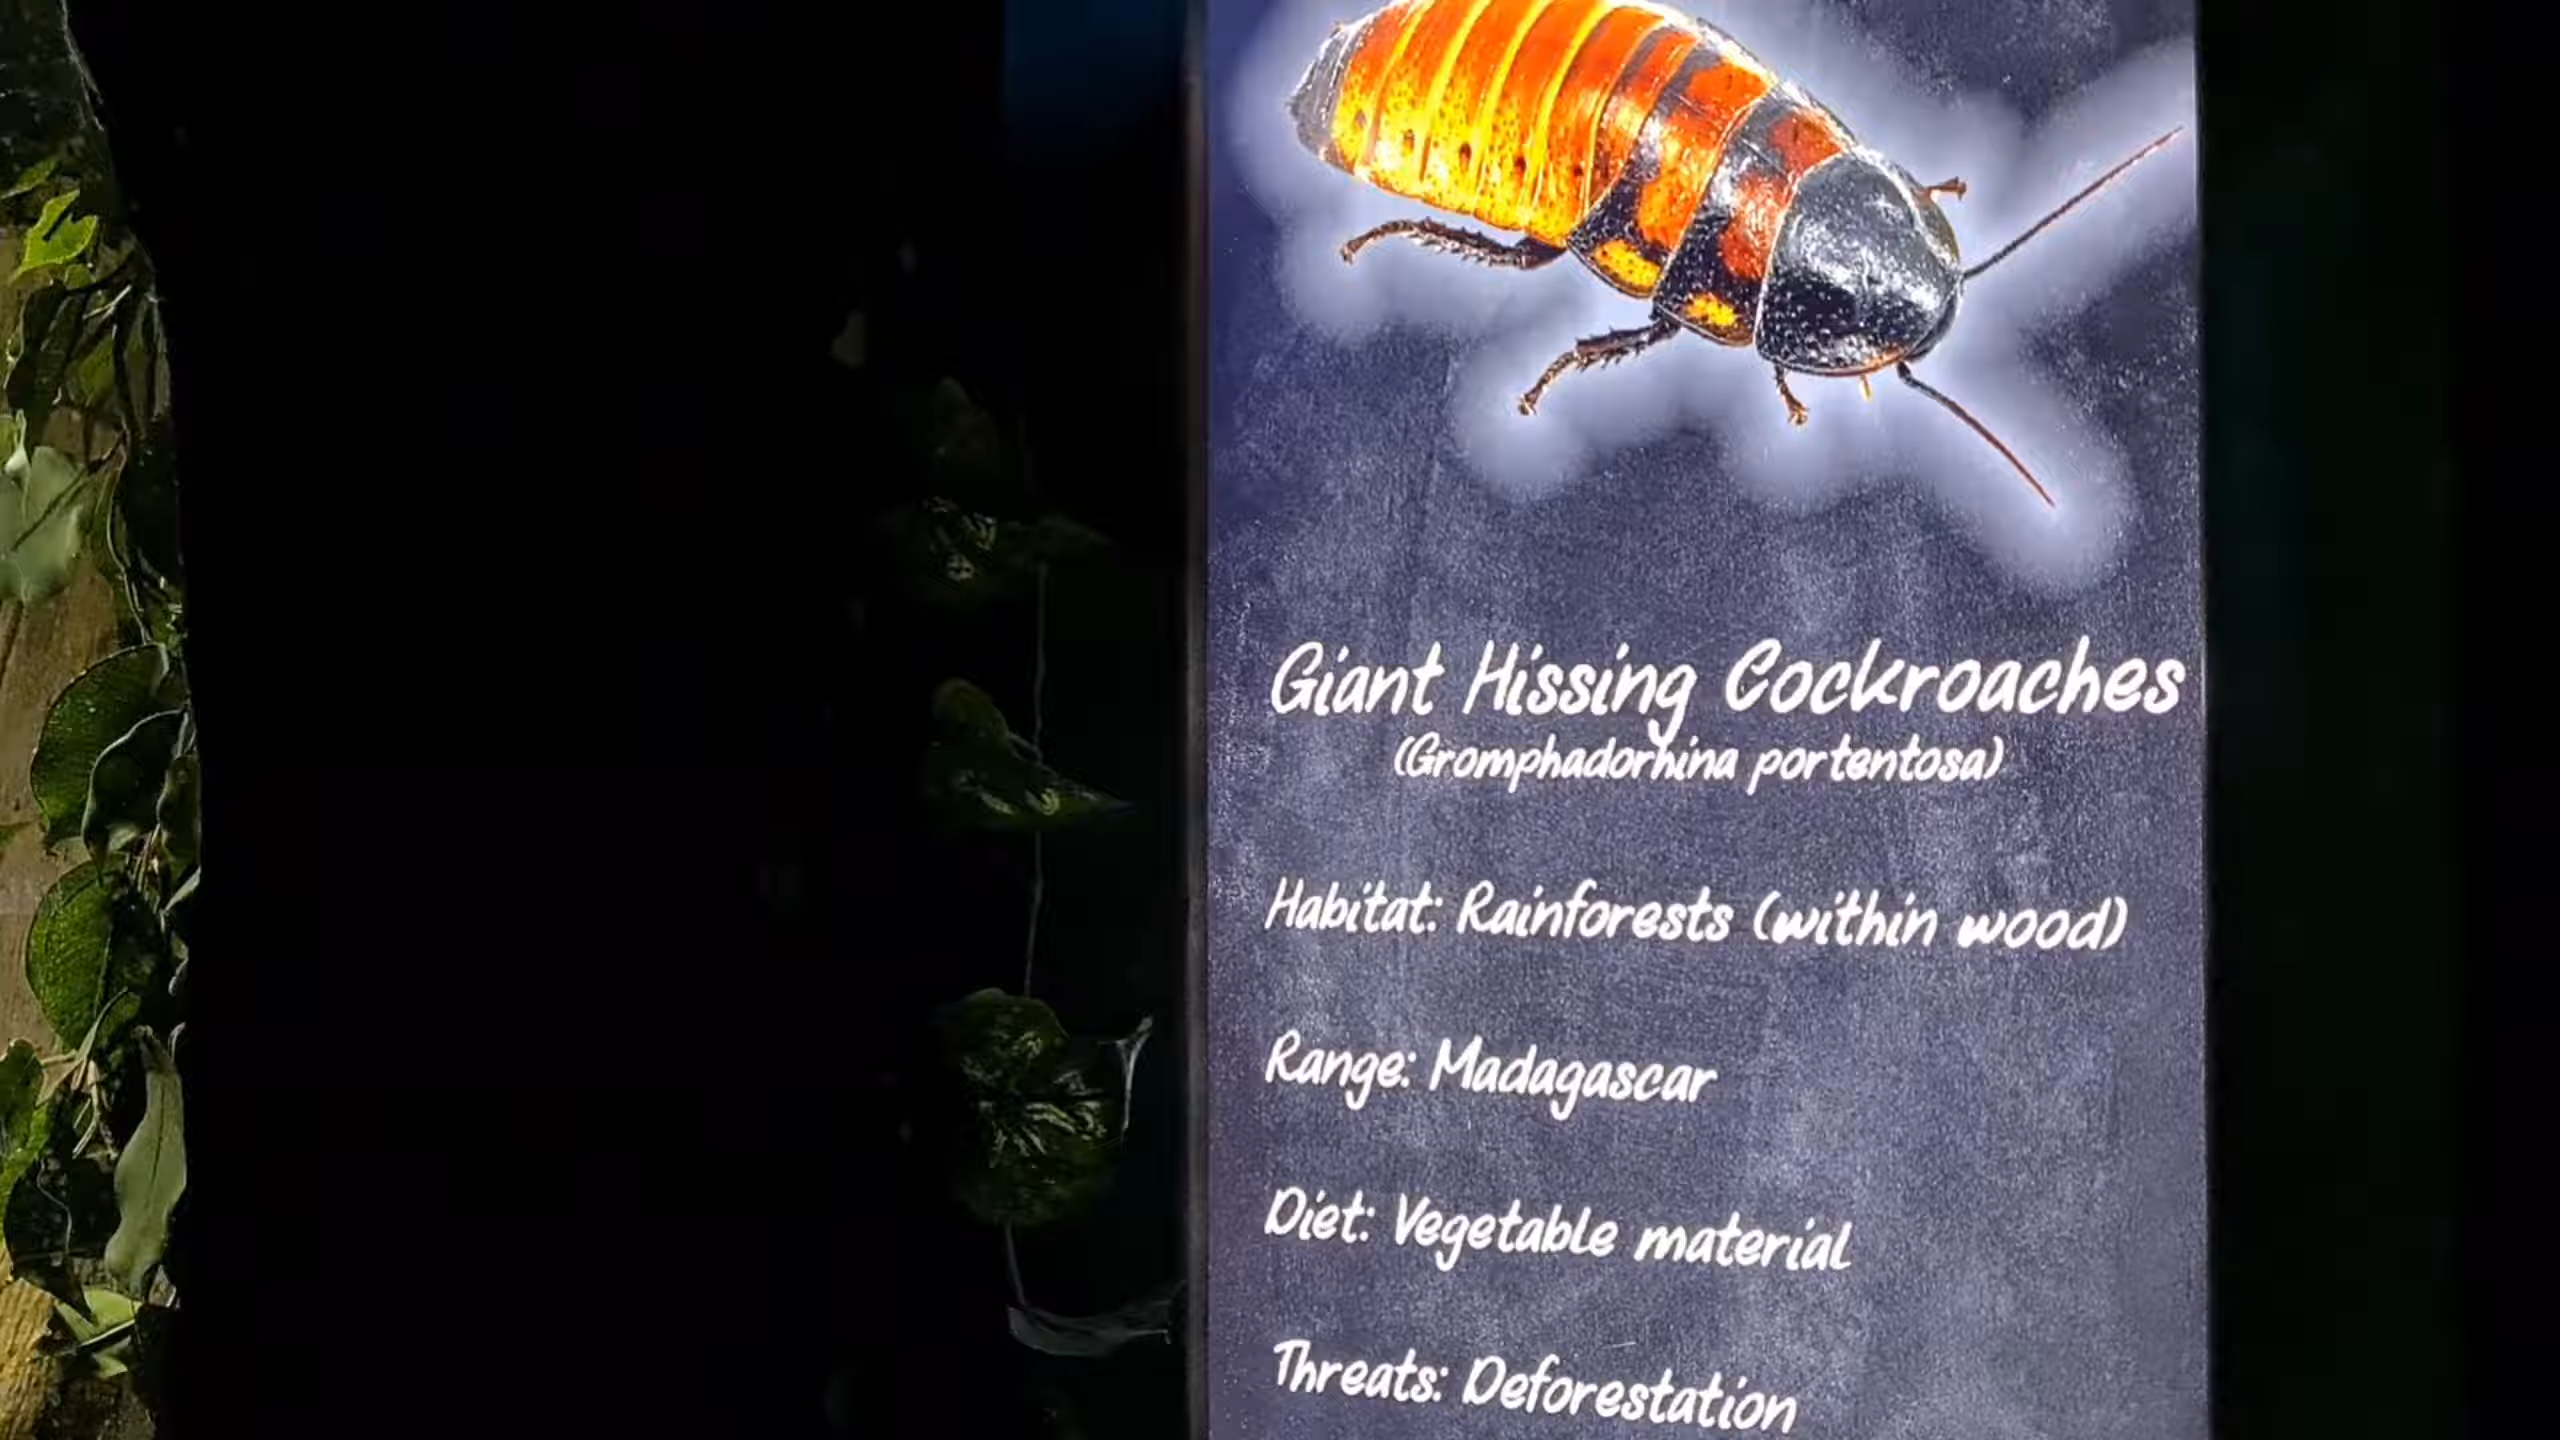 Giant Hissing Cockroaches
(Gromphadorhina portentosa)
Habitat: Rainforests (within wood)
Range: Madagascar
Diet: Vegetable material
Threats: Deforestation